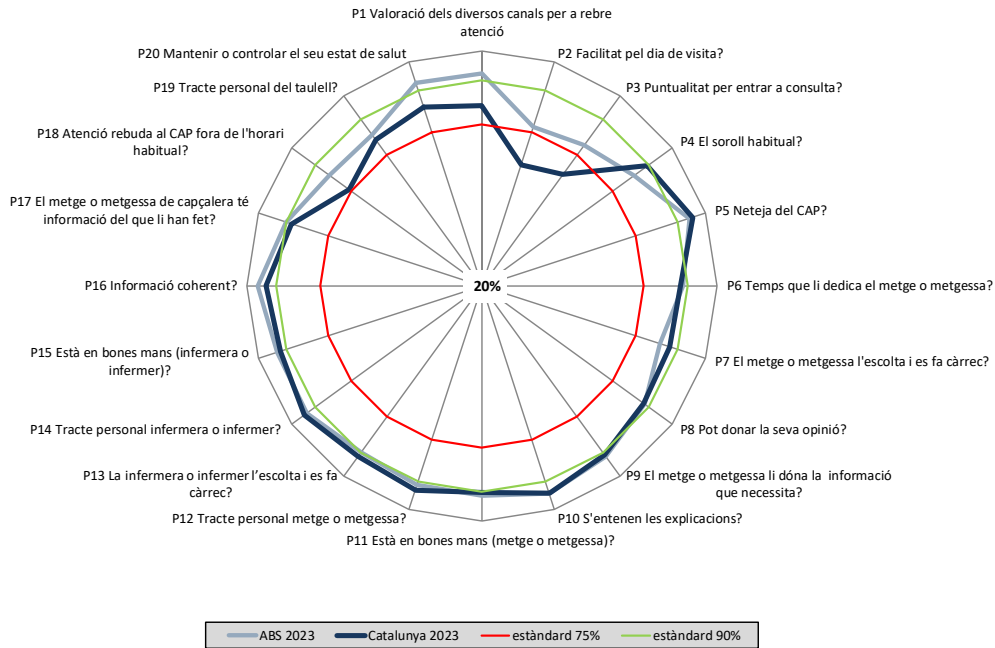 P1 Valoració dels diversos canals per a rebre
atenció
P2 Facilitat pel dia de visita?
P3 Puntualitat per entrar a consulta?
P4 El soroll habitual?
P5 Neteja del CAP?
P6 Temps que li dedica el metge o metgessa?
P7 El metge o metgessa l'escolta i es fa càrrec?
P8 Pot donar la seva opinió?
P9 El metge o metgessa li dóna la informació
que necessita?
P10 S'entenen les explicacions?
P11 Està en bones mans (metge o metgessa)?
P12 Tracte personal metge o metgessa?
P13 La infermera o infermer l’escolta i es fa
càrrec?
P14 Tracte personal infermera o infermer?
P15 Està en bones mans (infermera o
infermer)?
P16 Informació coherent?
P17 El metge o metgessa de capçalera té
informació del que li han fet?
P18 Atenció rebuda al CAP fora de l'horari
habitual?
P19 Tracte personal del taulell?
P20 Mantenir o controlar el seu estat de salut
20%
ABS 2023
Catalunya 2023
estàndard 75%
estàndard 90%